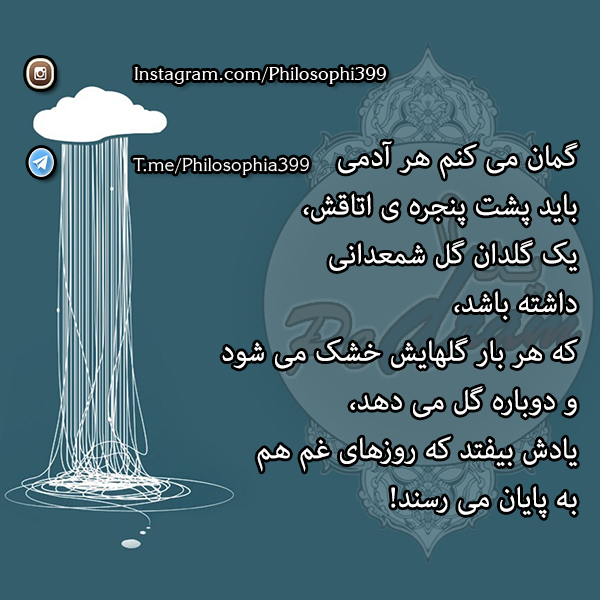 Instagram.com/Philosophi399
T.me/Philosophia399
گمان می کنم هر آدمی
باید پشت پنجره ی اتاقش،
یک گلدان گل شمعدانی
داشته باشد،
که هر بار گلهایش خشک می شود
و دوباره گل می دهد،
یادش بیفتد که روزهای غم هم
به پایان می رسند!